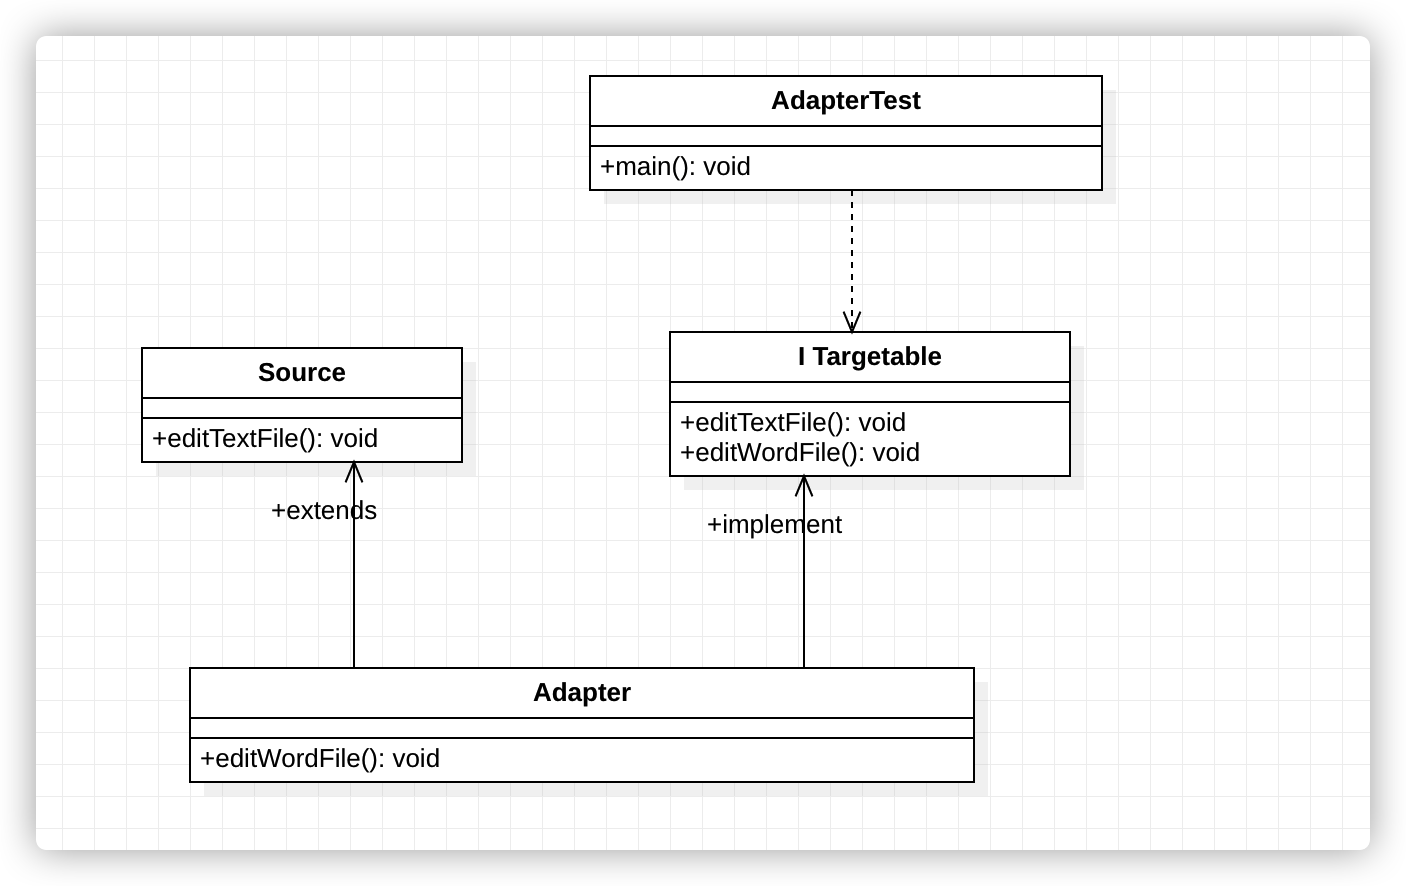 AdapterTest
+main(): void
Source
+editTextFile(): void
I Targetable
+editTextFile(): void
+editWordFile(): void
+extends
+implement
Adapter
+editWordFile(): void